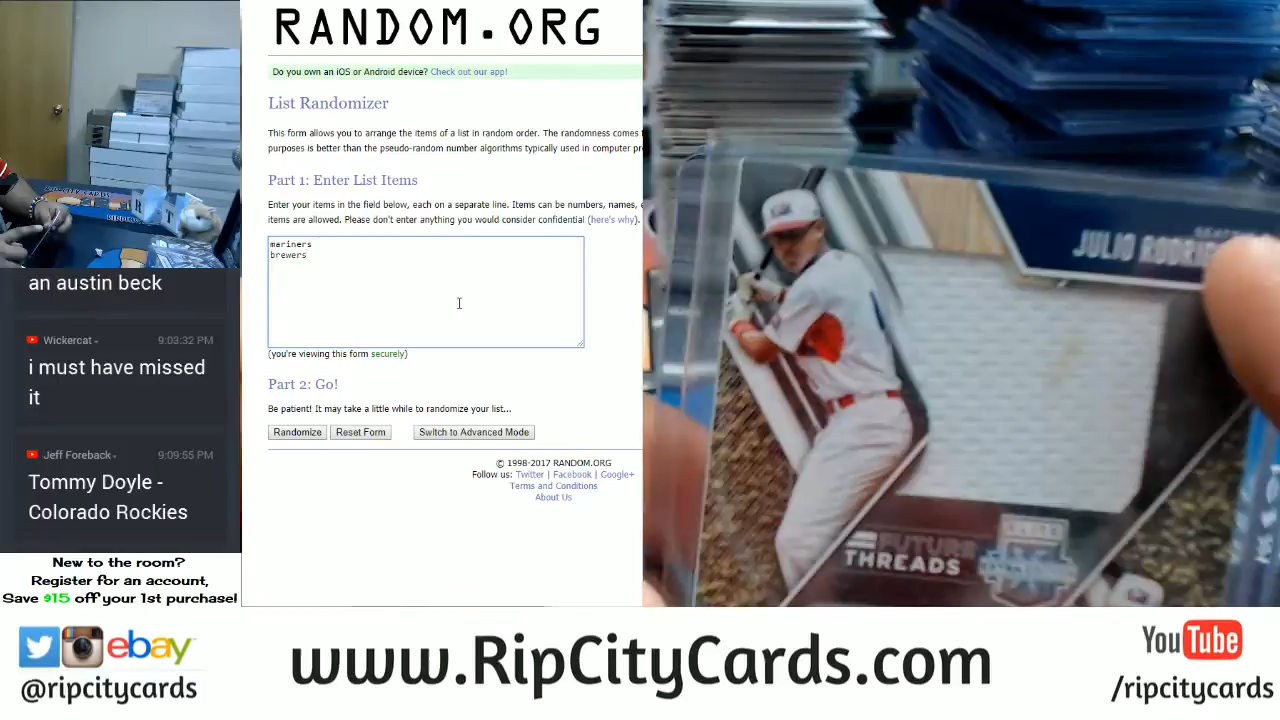 RANDOM.ORG
Do you own an iOS or Android device? Check out our app!
List Randomizer
This form allows you to arrange the items of a list in random order. The randomness comes
purposes is better than the pseudo-random number algorithms typically used in computer
Part 1: Enter List Items
Enter your items in the field below, each on a separate line. Items can be numbers, names,
items are allowed. Please don't enter anything you would consider confidential (here's why).
mariners
brewers
(you're viewing this form securely)
Part 2: Go!
Be patient! It may take a little while to randomize your list...
Randomize Reset Form Switch to Advanced Mode
© 1998-2017 RANDOM.ORG
Follow us: Twitter | Facebook | Google+
Terms and Conditions
About Us
an austin beck
Wickercat 9:03:32 PM
i must have missed
it
Jeff Foreback 9:09:55 PM
Tommy Doyle -
Colorado Rockies
New to the room?
Register for an account,
Save $15 off your 1st purchase!
JULIO
FUTURE
THREADS
ELITE
ebay
@ripcitycards
www.RipCityCards.com
YouTube
/ripcitycards